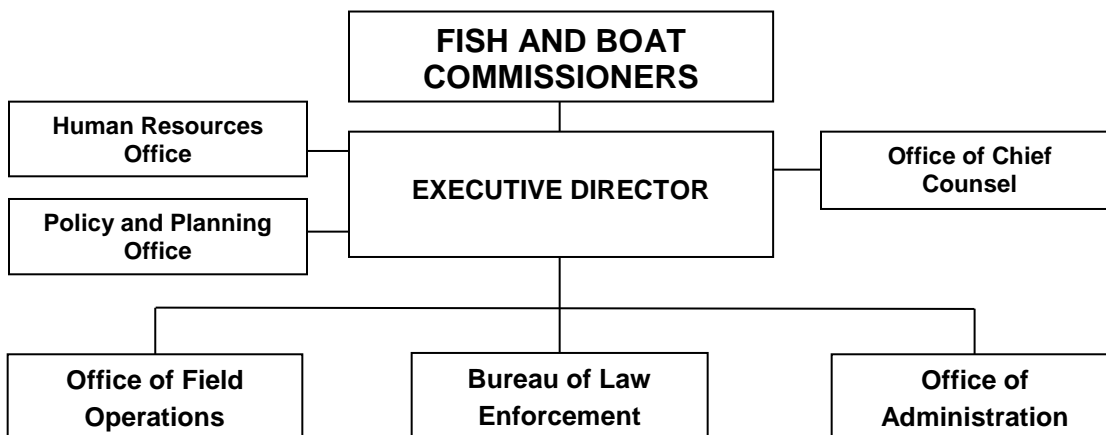 FISH AND BOAT
COMMISSIONERS
Human Resources
Office
Policy and Planning
Office
EXECUTIVE DIRECTOR
Office of Chief
Counsel
Office of Field
Operations
Bureau of Law
Enforcement
Office of
Administration